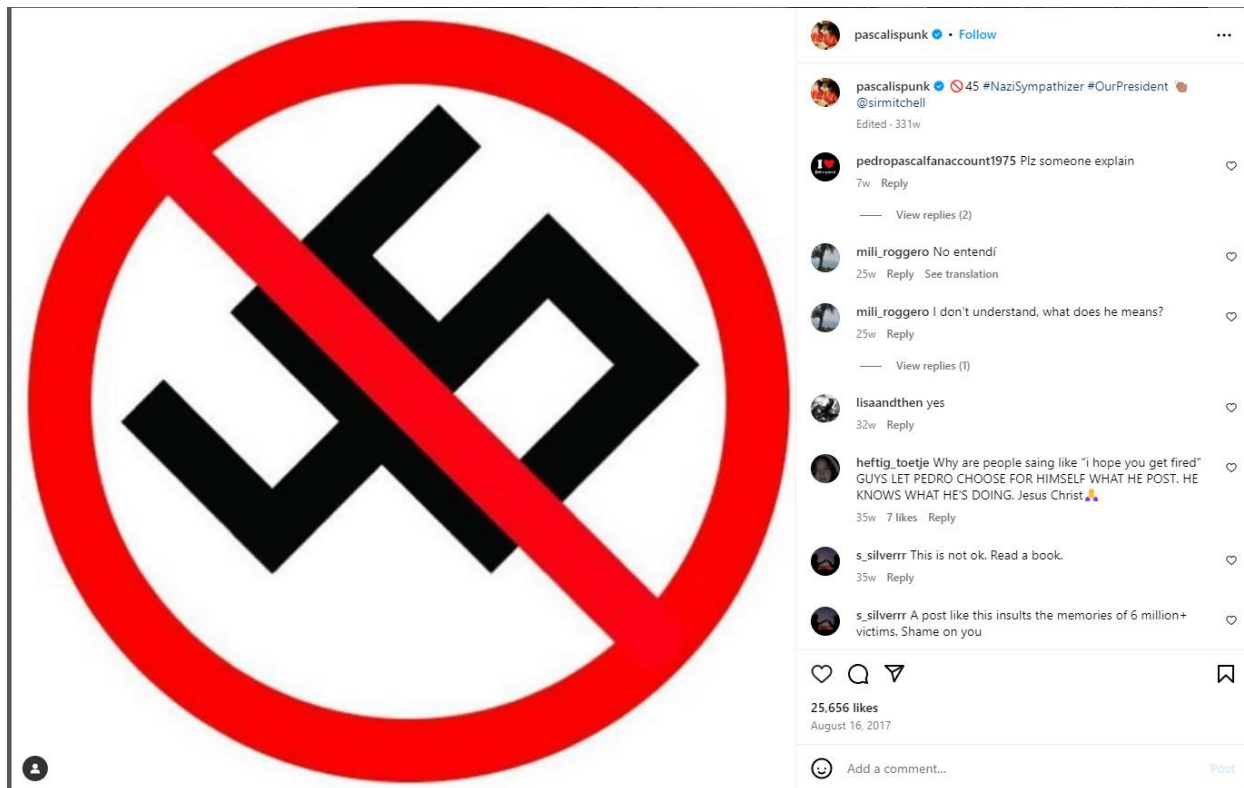 45
pascalispunk • Follow
pascalispunk 🚫45 #NaziSympathizer #OurPresident 👏🏽
@sirmitchell
Edited · 331w
I ❤
pedropascalfanaccount1975 Plz someone explain
7w Reply
View replies (2)
mili_roggero No entendí
25w Reply See translation
mili_roggero I don't understand, what does he means?
25w Reply
View replies (1)
lisaandthen yes
32w Reply
heftig_toetje Why are people saing like "i hope you get fired"
GUYS LET PEDRO CHOOSE FOR HIMSELF WHAT HE POST. HE
KNOWS WHAT HE'S DOING. Jesus Christ🙏
35w 7 likes Reply
s_silverrr This is not ok. Read a book.
35w Reply
s_silverrr A post like this insults the memories of 6 million+
victims. Shame on you
25,656 likes
August 16, 2017
Add a comment... Post